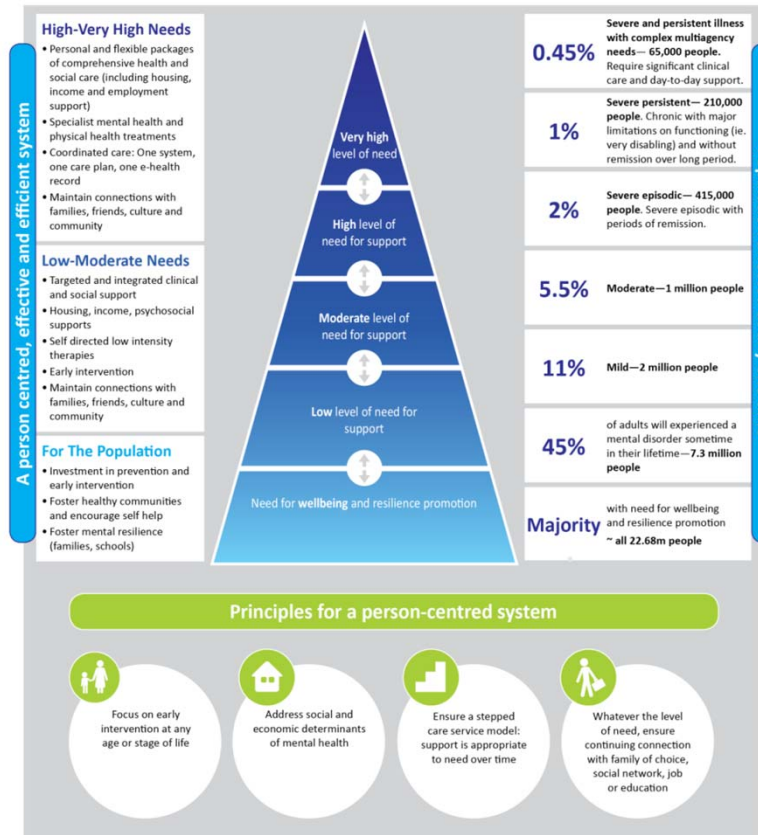 A person centred, effective and efficient system
High-Very High Needs
• Personal and flexible packages
of comprehensive health and
social care (including housing,
income and employment
support)
• Specialist mental health and
physical health treatments
• Coordinated care: One system,
one care plan, one e-health
record
• Maintain connections with
families, friends, culture and
community
Low-Moderate Needs
• Targeted and integrated clinical
and social support
• Housing, income, psychosocial
supports
• Self directed low intensity
therapies
• Early intervention
• Maintain connections with
families, friends, culture and
community
For The Population
• Investment in prevention and
early intervention
• Foster healthy communities
and encourage self help
• Foster mental resilience
(families, schools)
Very high
level of need
High level of
need for support
Moderate level of
need for support
Low level of need for
support
Need for wellbeing and resilience promotion
0.45%
Severe and persistent illness
with complex multiagency
needs— 65,000 people.
Require significant clinical
care and day-to-day support.
1%
Severe persistent— 210,000
people. Chronic with major
limitations on functioning (ie.
very disabling) and without
remission over long period.
2%
Severe episodic— 415,000
people. Severe episodic with
periods of remission.
5.5%
Moderate—1 million people
11%
Mild—2 million people
45%
of adults will experienced a
mental disorder sometime
in their lifetime—7.3 million
people
Majority
with need for wellbeing
and resilience promotion
~ all 22.68m people
Principles for a person-centred system
Focus on early
intervention at any
age or stage of life
Address social and
economic determinants
of mental health
Ensure a stepped
care service model:
support is appropriate
to need over time
Whatever the level
of need, ensure
continuing connection
with family of choice,
social network, job
or education